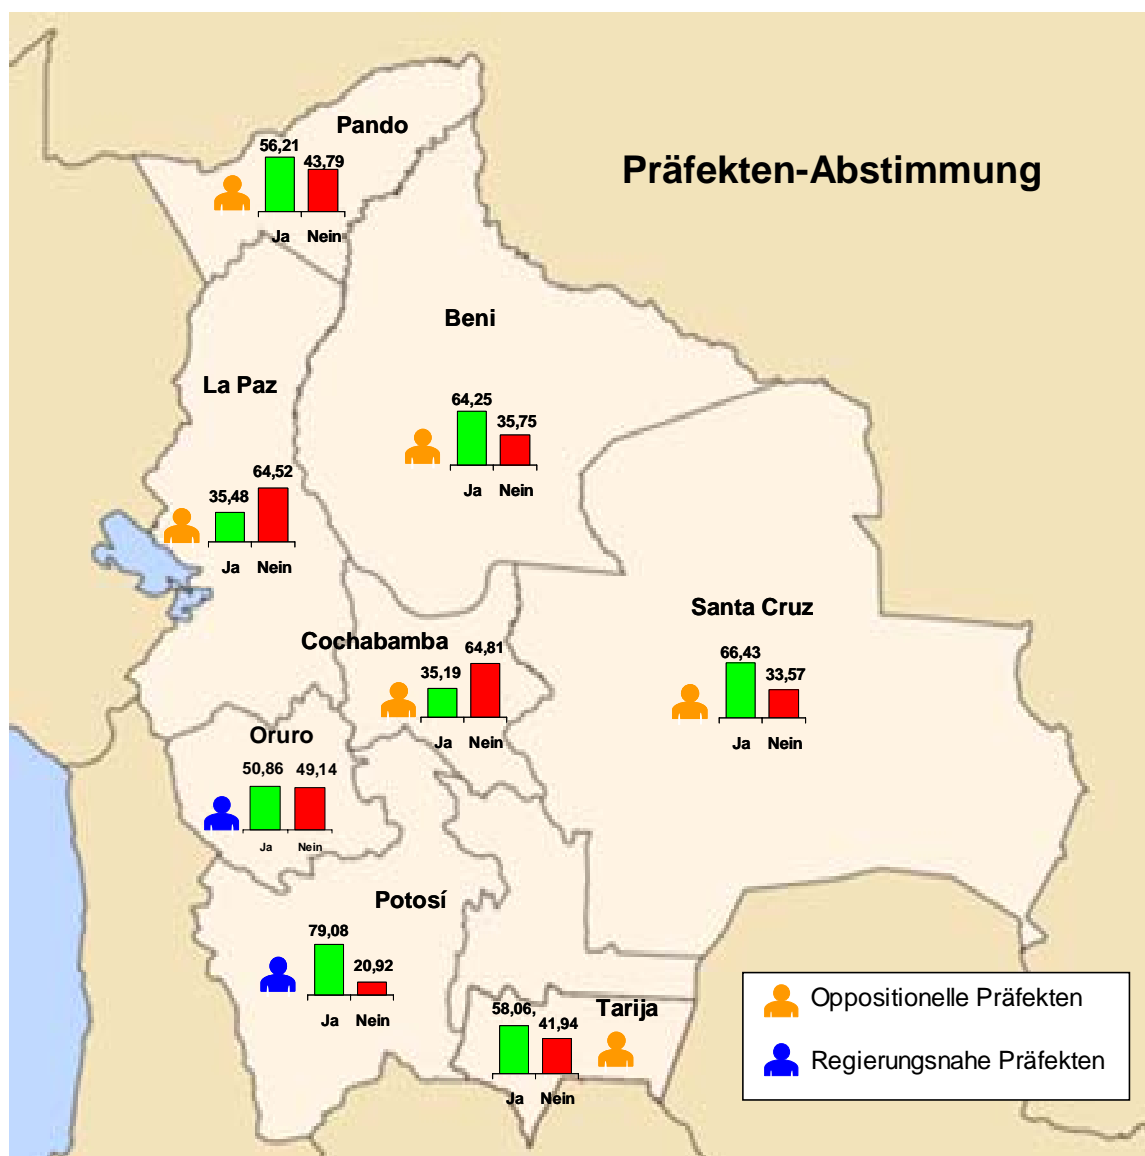 Präfekten-Abstimmung
Pando
56,21 43,79
Ja Nein
Beni
64,25 35,75
Ja Nein
La Paz
35,48 64,52
Ja Nein
Santa Cruz
66,43 33,57
Ja Nein
Cochabamba
35,19 64,81
Ja Nein
Oruro
50,86 49,14
Ja Nein
Potosí
79,08 20,92
Ja Nein
Tarija
58,06, 41,94
Ja Nein
Oppositionelle Präfekten
Regierungsnahe Präfekten